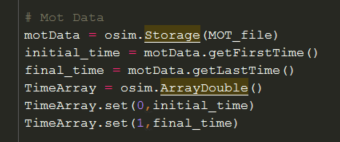 # Mot Data
motData = osim.Storage(MOT_file)
initial_time = motData.getFirstTime()
final_time = motData.getLastTime()
TimeArray = osim.ArrayDouble()
TimeArray.set(0,initial_time)
TimeArray.set(1,final_time)